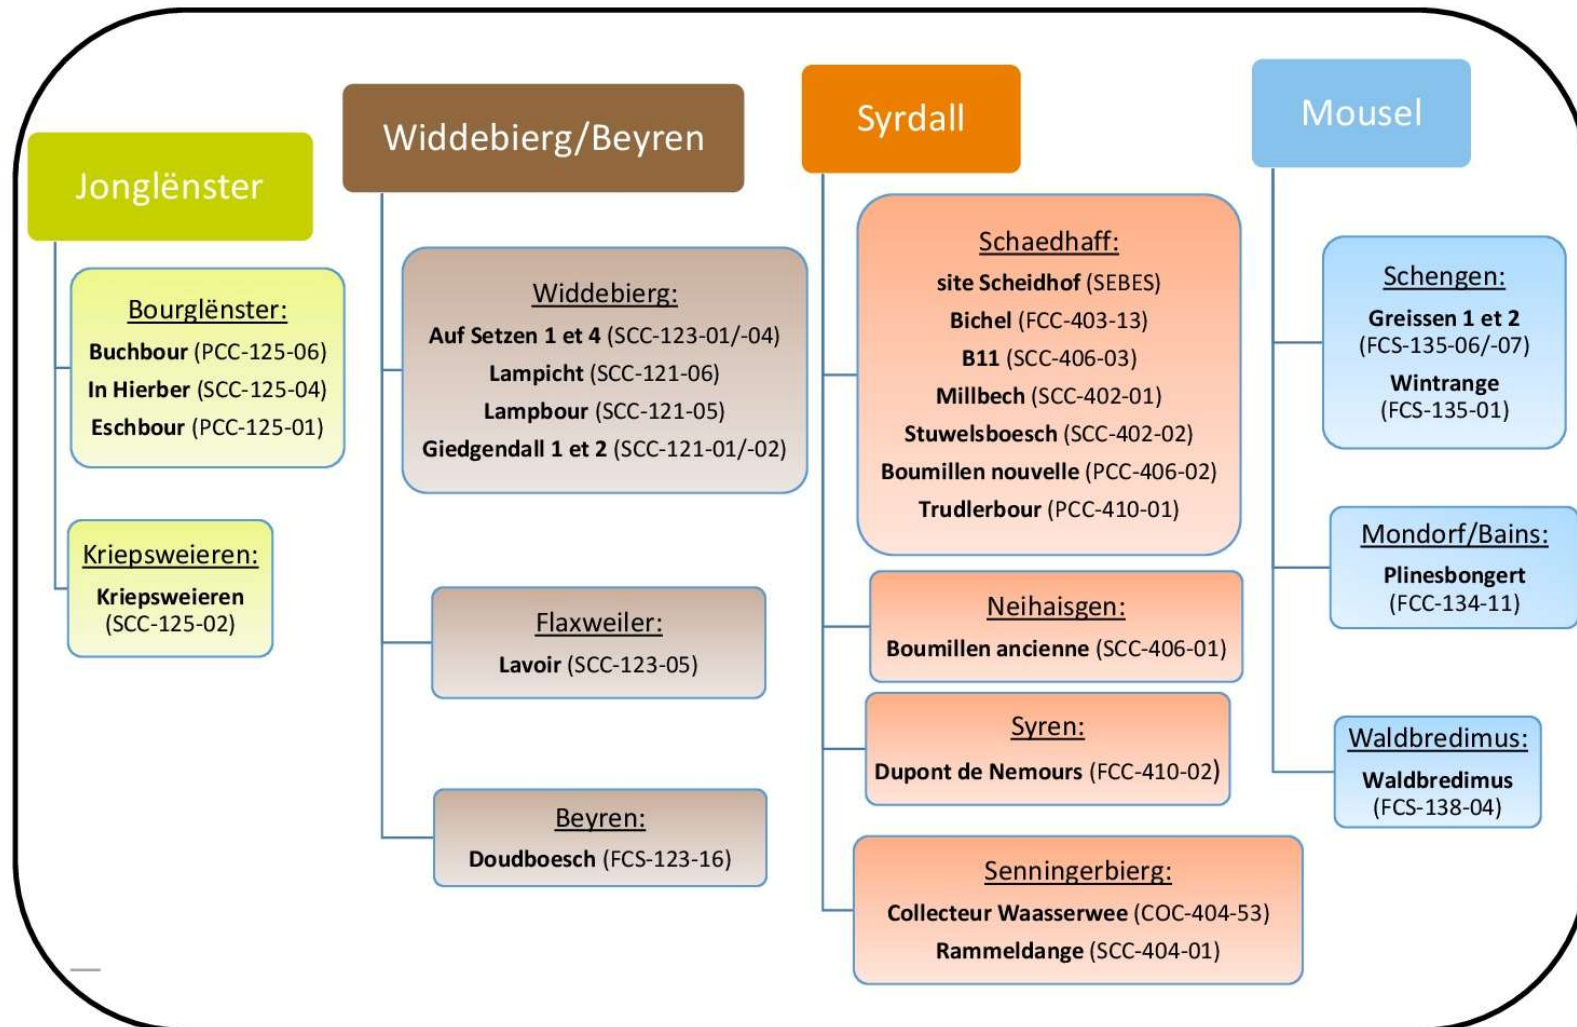 Jonglënster
Bourglënster:
Buchbour (PCC-125-06)
In Hierber (SCC-125-04)
Eschbour (PCC-125-01)
Kriepsweieren:
Kriepsweieren
(SCC-125-02)
Widdebierg/Beyren
Widdebierg:
Auf Setzen 1 et 4 (SCC-123-01/-04)
Lampicht (SCC-121-06)
Lampbour (SCC-121-05)
Giedgendall 1 et 2 (SCC-121-01/-02)
Flaxweiler:
Lavoir (SCC-123-05)
Beyren:
Doudboesch (FCS-123-16)
Syrdall
Schaedhaff:
site Scheidhof (SEBES)
Bichel (FCC-403-13)
B11 (SCC-406-03)
Millbech (SCC-402-01)
Stuwelsboesch (SCC-402-02)
Boumillen nouvelle (PCC-406-02)
Trudlerbour (PCC-410-01)
Neihaisgen:
Boumillen ancienne (SCC-406-01)
Syren:
Dupont de Nemours (FCC-410-02)
Senningerbierg:
Collecteur Waasserwee (COC-404-53)
Rammeldange (SCC-404-01)
Mousel
Schengen:
Greissen 1 et 2
(FCS-135-06/-07)
Wintrange
(FCS-135-01)
Mondorf/Bains:
Plinesbongert
(FCC-134-11)
Waldbredimus:
Waldbredimus
(FCS-138-04)